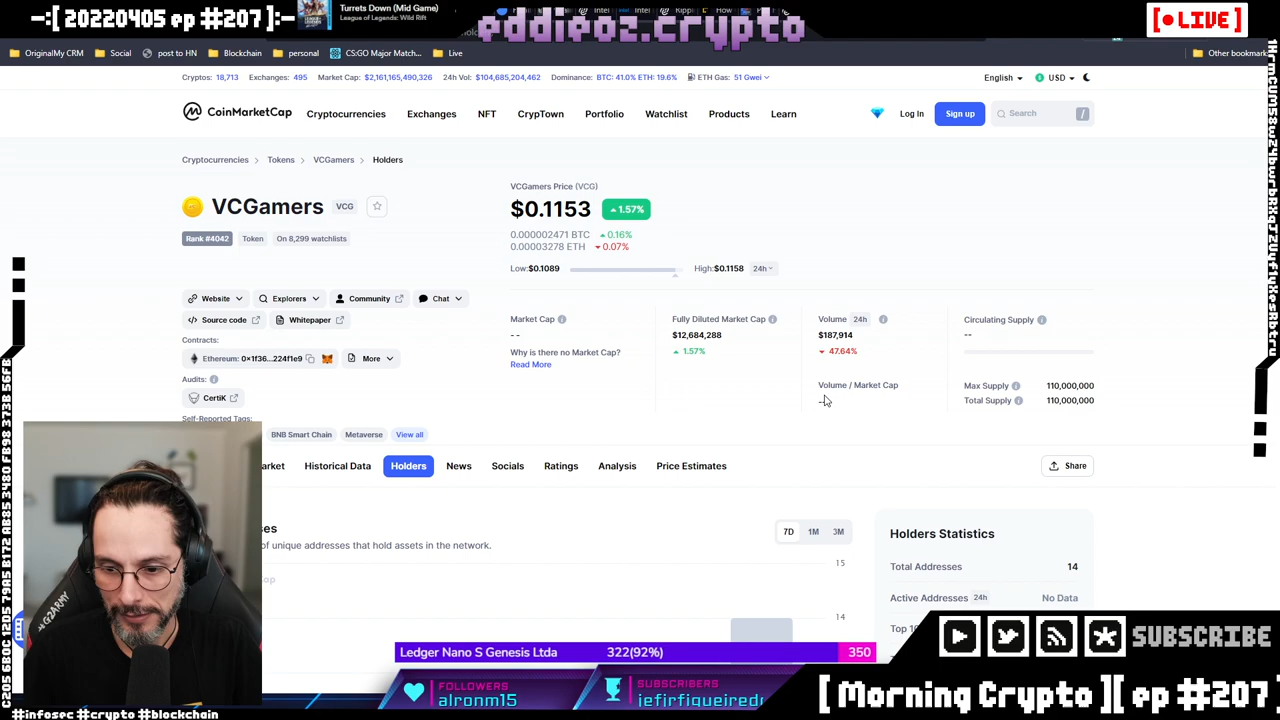 -:[ 20220405 ep #207]:-
Turrets Down (Mid Game)
League of Legends: Wild Rift
eddieoz.crypto
[● LIVE]
OriginalMy CRM
Social
post to HN
Blockchain
personal
CS:GO Major Match...
Live
Other bookmark
Cryptos: 18,713 Exchanges: 495 Market Cap: $2,161,165,490,326 24h Vol: $104,685,204,462 Dominance: BTC: 41.0% ETH: 19.6% ETH Gas: 51 Gwei
English USD
CoinMarketCap Cryptocurrencies Exchanges NFT CrypTown Portfolio Watchlist Products Learn
Log In Sign up Search /
Cryptocurrencies > Tokens > VCGamers > Holders
VCGamers VCG
Rank #4042 Token On 8,299 watchlists
VCGamers Price (VCG)
$0.1153 1.57%
0.000002471 BTC 0.16%
0.00003278 ETH 0.07%
Low:$0.1089 High:$0.1158 24h
Website Explorers Community Chat
Source code Whitepaper
Contracts:
Ethereum: 0x1f36...224f1e9 More
Audits:
CertiK
Self-Reported Tags:
BNB Smart Chain Metaverse View all
Market Cap
- -
Why is there no Market Cap?
Read More
Fully Diluted Market Cap
$12,684,288
1.57%
Volume 24h
$187,914
47.64%
Volume / Market Cap
Circulating Supply
--
Max Supply 110,000,000
Total Supply 110,000,000
arket Historical Data Holders News Socials Ratings Analysis Price Estimates
Share
ses
of unique addresses that hold assets in the network.
7D 1M 3M
15
14
Holders Statistics
Total Addresses 14
Active Addresses 24h No Data
Top 1
Ledger Nano S Genesis Ltda 322(92%) 350
FOLLOWERS
alronm15
SUBSCRIBERS
jefirfigueired
SUBSCRIBE
[Morning Crypto][ep #207]
infosec #crypto #blockchain